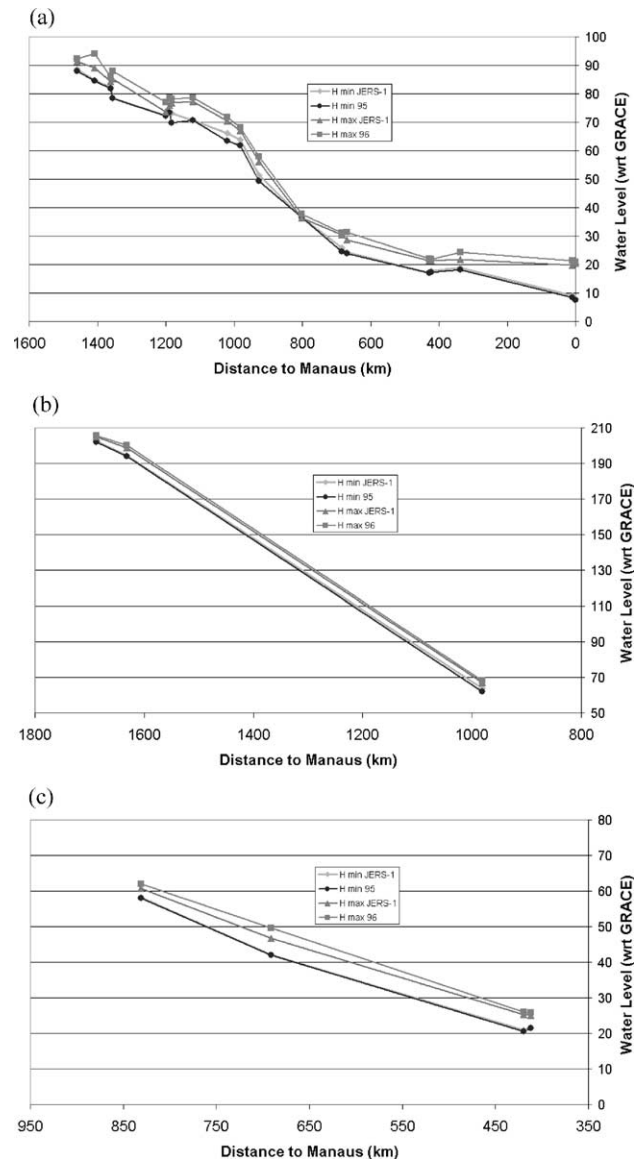 (a)
100
90
80
70
60
50
40
30
20
10
0
Water Level (wrt GRACE)
H min JERS-1
H min 95
H max JERS-1
H max 96
1600 1400 1200 1000 800 600 400 200 0
Distance to Manaus (km)
(b)
210
190
170
150
130
110
90
70
50
Water Level (wrt GRACE)
H min JERS-1
H min 95
H max JERS-1
H max 96
1800 1600 1400 1200 1000 800
Distance to Manaus (km)
(c)
80
70
60
50
40
30
20
10
0
Water Level (wrt GRACE)
H min JERS-1
H min 95
H max JERS-1
H max 96
950 850 750 650 550 450 350
Distance to Manaus (km)